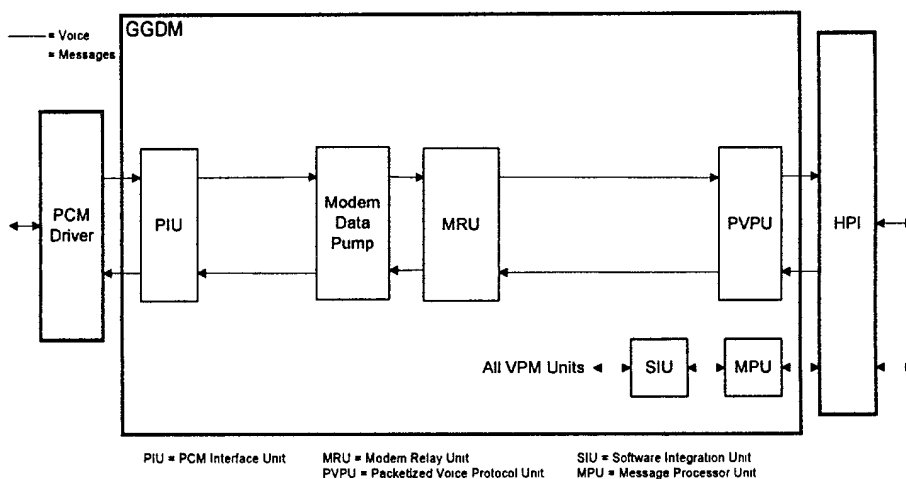 GGDM
= Voice
= Messages
PCM
Driver
PIU
Modem
Data
Pump
MRU
PVPU
HPI
All VPM Units
SIU
MPU
PIU = PCM Interface Unit
MRU = Modem Relay Unit
SIU = Software Integration Unit
PVPU = Packetized Voice Protocol Unit
MPU = Message Processor Unit